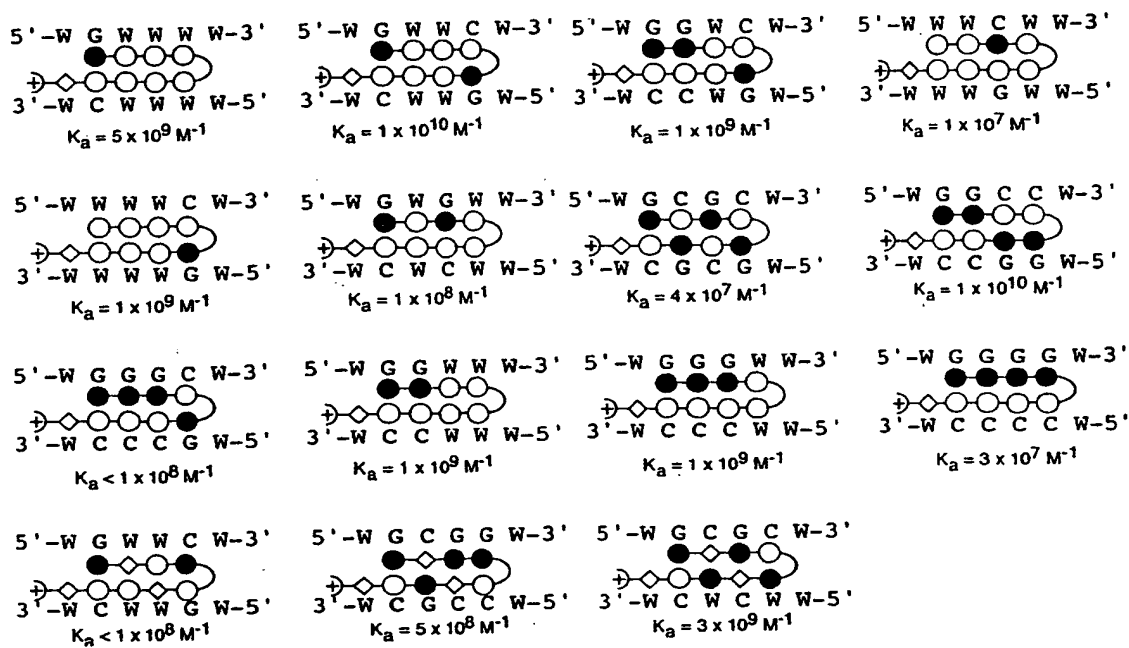 5'-W G W W W W-3'
3'-W C W W W W-5'
Ka = 5 x 10^9 M^-1
5'-W G W W C W-3'
3'-W C W W G W-5'
Ka = 1 x 10^10 M^-1
5'-W G G W C W-3'
3'-W C C W G W-5'
Ka = 1 x 10^9 M^-1
5'-W W W C W W-3'
3'-W W W G W W-5'
Ka = 1 x 10^7 M^-1
5'-W W W W C W-3'
3'-W W W W G W-5'
Ka = 1 x 10^9 M^-1
5'-W G W G W W-3'
3'-W C W C W W-5'
Ka = 1 x 10^8 M^-1
5'-W G C G C W-3'
3'-W C G C G W-5'
Ka = 4 x 10^7 M^-1
5'-W G G C C W-3'
3'-W C C G G W-5'
Ka = 1 x 10^10 M^-1
5'-W G G G C W-3'
3'-W C C C G W-5'
Ka < 1 x 10^8 M^-1
5'-W G G W W W-3'
3'-W C C W W W-5'
Ka = 1 x 10^9 M^-1
5'-W G G G W W-3'
3'-W C C C W W-5'
Ka = 1 x 10^9 M^-1
5'-W G G G G W-3'
3'-W C C C C W-5'
Ka = 3 x 10^7 M^-1
5'-W G W W C W-3'
3'-W C W W G W-5'
Ka < 1 x 10^8 M^-1
5'-W G C G G W-3'
3'-W C G C C W-5'
Ka = 5 x 10^8 M^-1
5'-W G C G C W-3'
3'-W C W C W W-5'
Ka = 3 x 10^9 M^-1